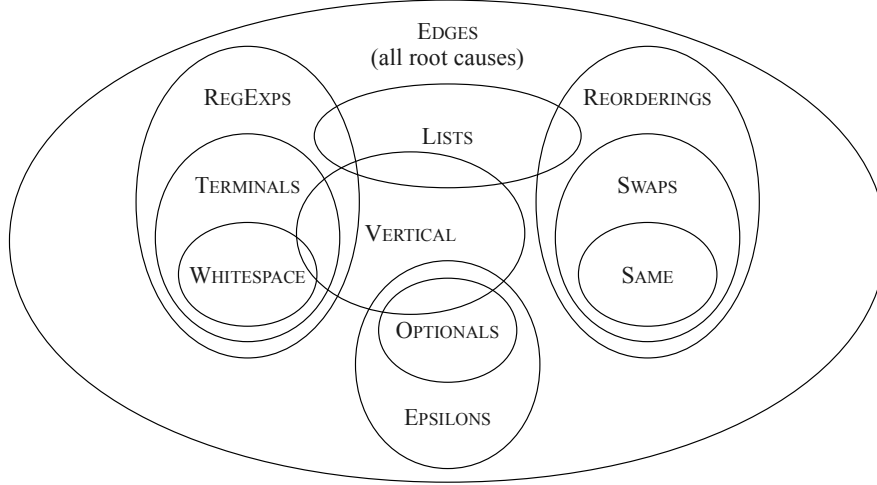 EDGES
(all root causes)
REGEXPS
REORDERINGS
LISTS
TERMINALS
SWAPS
VERTICAL
WHITESPACE
SAME
OPTIONALS
EPSILONS